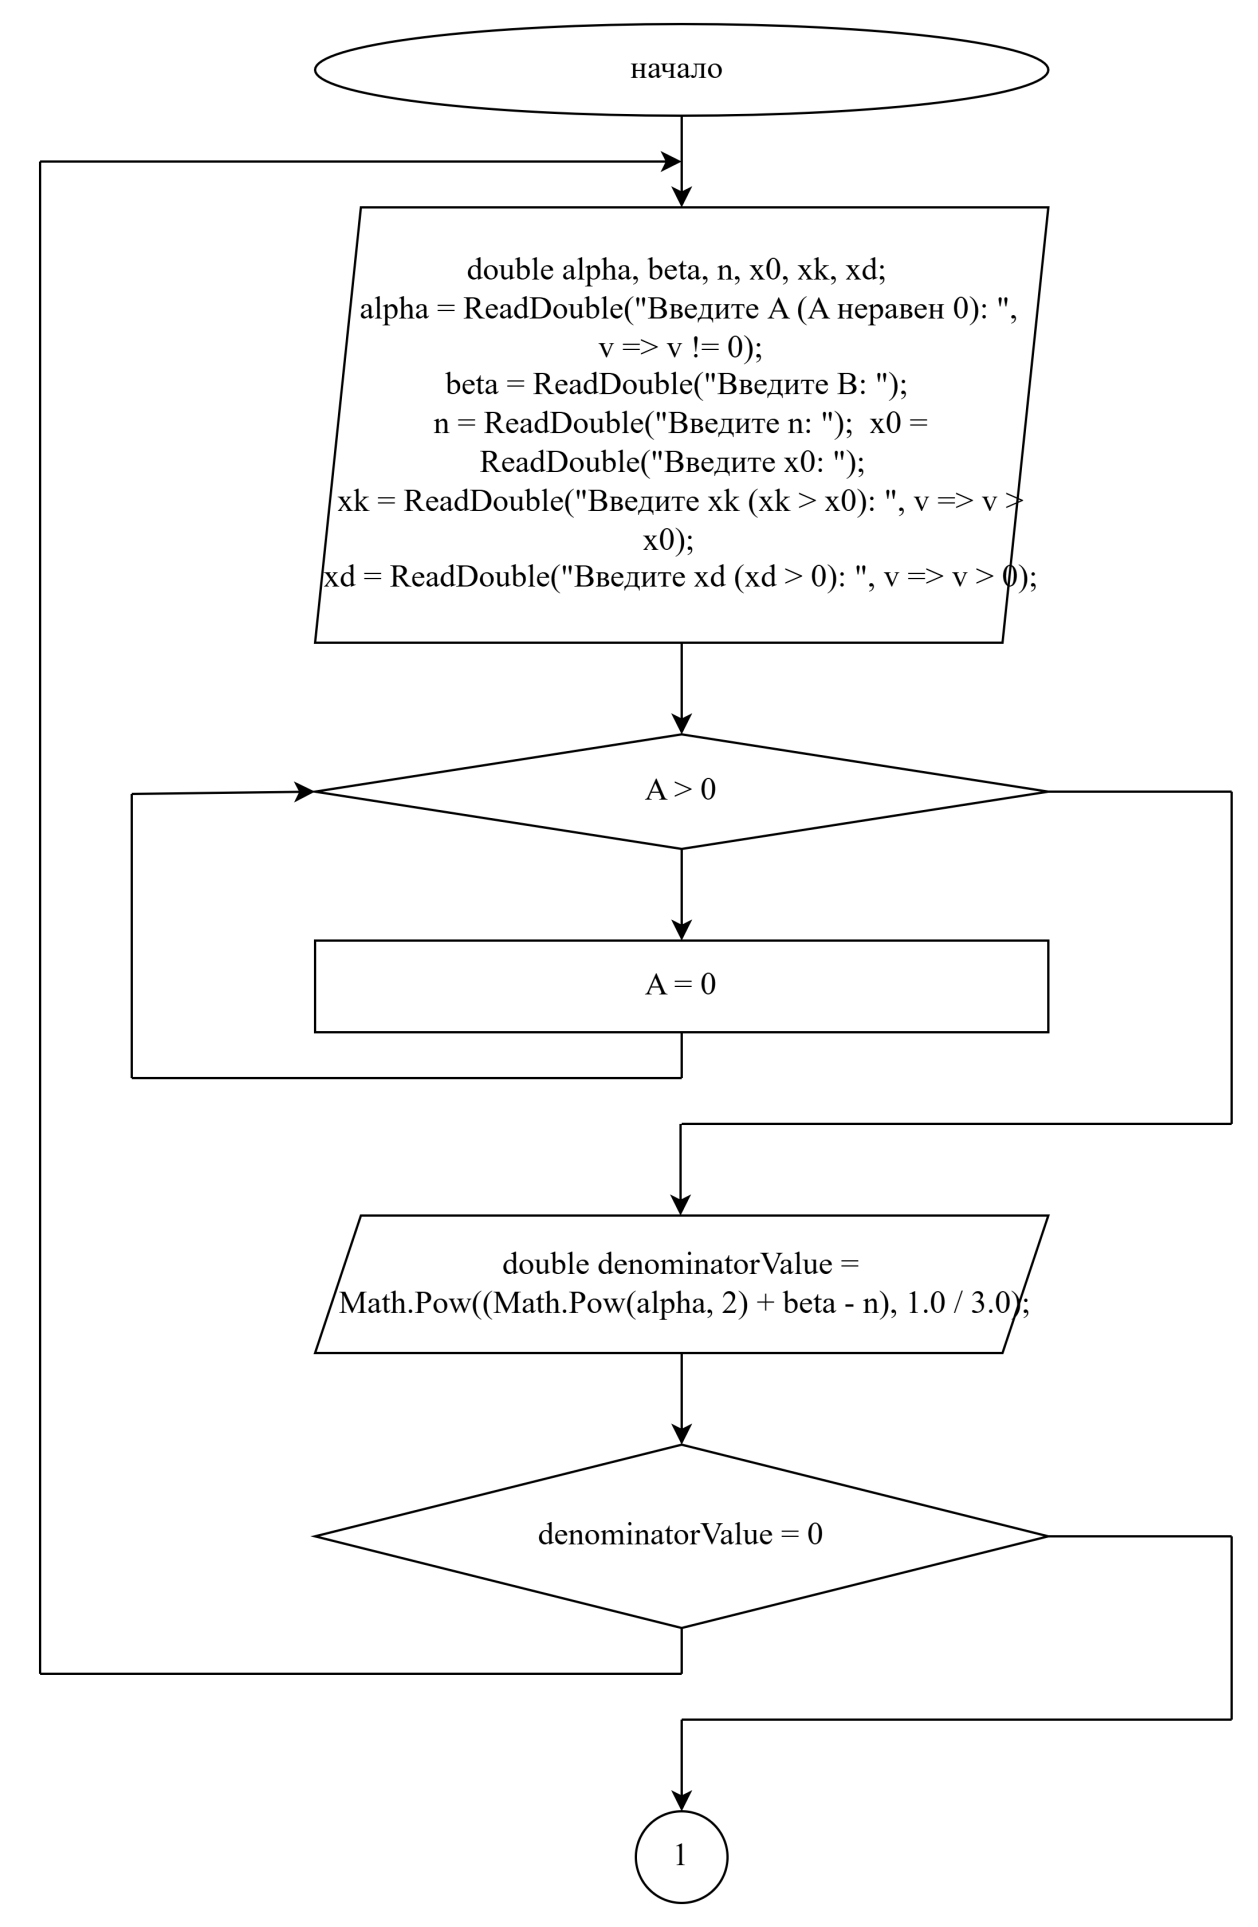 начало
double alpha, beta, n, x0, xk, xd;
alpha = ReadDouble("Введите A (A неравен 0): ",
v => v != 0);
beta = ReadDouble("Введите B: ");
n = ReadDouble("Введите n: ");  x0 =
ReadDouble("Введите x0: ");
xk = ReadDouble("Введите xk (xk > x0): ", v => v >
x0);
xd = ReadDouble("Введите xd (xd > 0): ", v => v > 0);
A > 0
A = 0
double denominatorValue =
Math.Pow((Math.Pow(alpha, 2) + beta - n), 1.0 / 3.0);
denominatorValue = 0
1